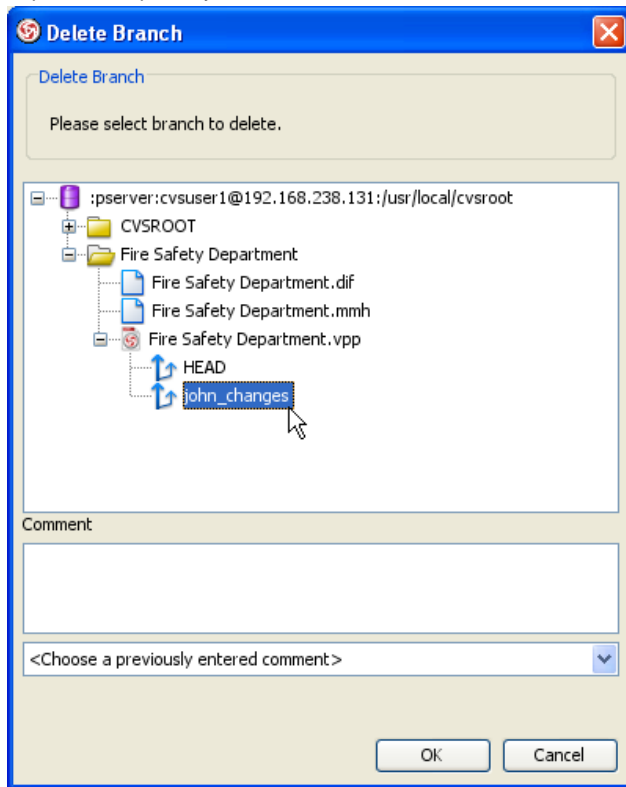 Delete Branch
Delete Branch
Please select branch to delete.
:pserver:cvsuser1@192.168.238.131:/usr/local/cvsroot
CVSROOT
Fire Safety Department
Fire Safety Department.dif
Fire Safety Department.mmh
Fire Safety Department.vpp
HEAD
john_changes
Comment
<Choose a previously entered comment>
OK Cancel